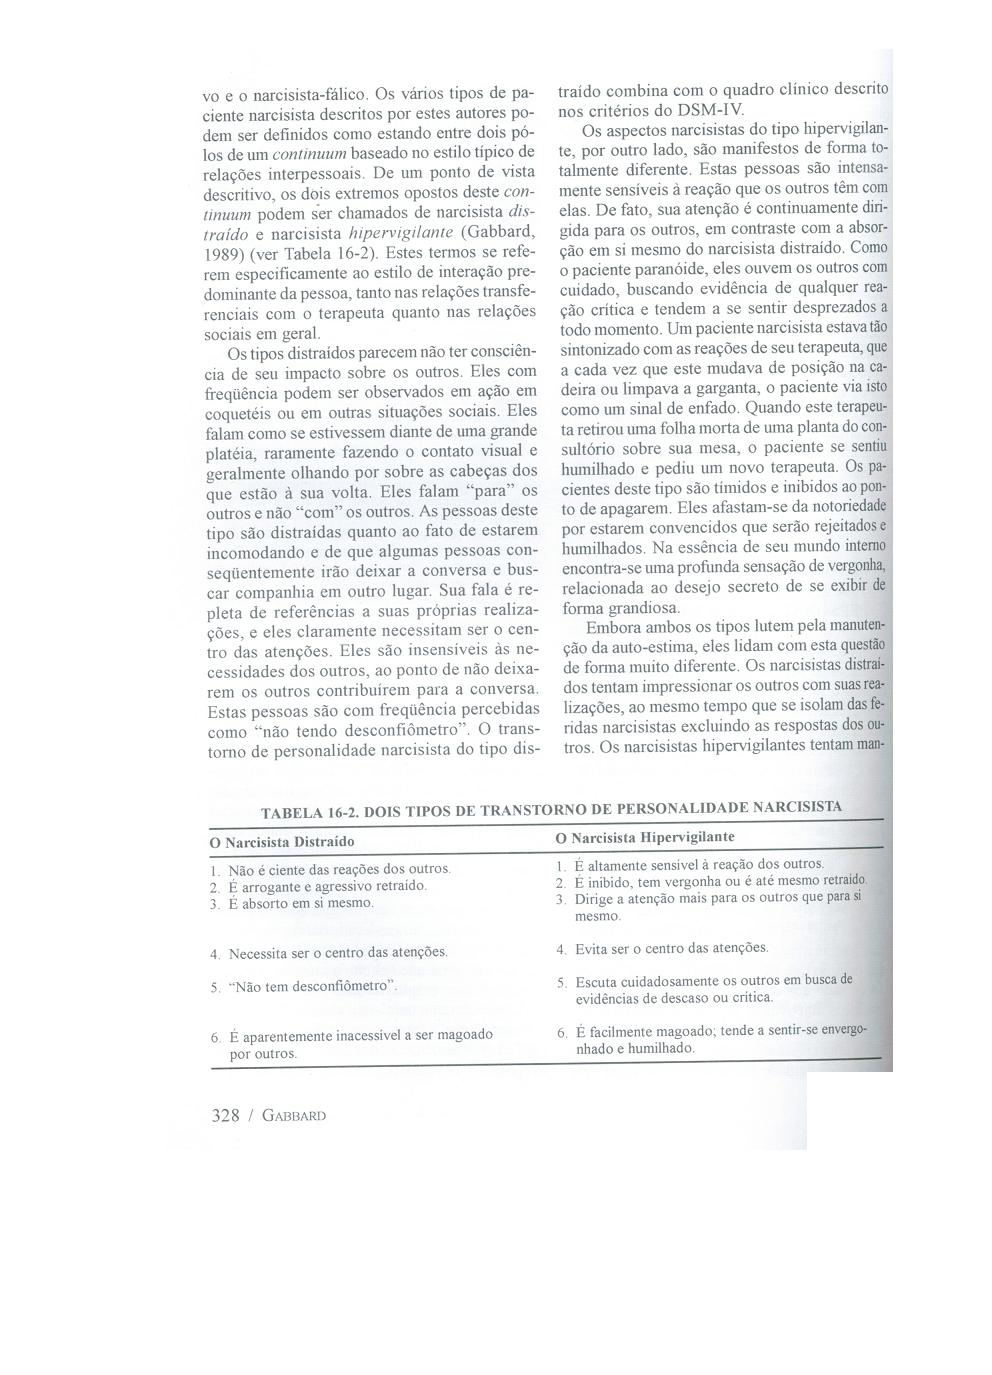 vo e o narcisista-fálico. Os vários tipos de pa-
ciente narcisista descritos por estes autores po-
dem ser definidos como estando entre dois pó-
los de um continuum baseado no estilo típico de
relações interpessoais. De um ponto de vista
descritivo, os dois extremos opostos deste con-
tinuum podem ser chamados de narcisista dis-
traído e narcisista hipervigilante (Gabbard,
1989) (ver Tabela 16-2). Estes termos se refe-
rem especificamente ao estilo de interação pre-
dominante da pessoa, tanto nas relações transfe-
renciais com o terapeuta quanto nas relações
sociais em geral.
Os tipos distraídos parecem não ter consciên-
cia de seu impacto sobre os outros. Eles com
freqüência podem ser observados em ação em
coquetéis ou em outras situações sociais. Eles
falam como se estivessem diante de uma grande
platéia, raramente fazendo o contato visual e
geralmente olhando por sobre as cabeças dos
que estão à sua volta. Eles falam “para” os
outros e não “com” os outros. As pessoas deste
tipo são distraídas quanto ao fato de estarem
incomodando e de que algumas pessoas con-
seqüentemente irão deixar a conversa e bus-
car companhia em outro lugar. Sua fala é re-
pleta de referências a suas próprias realiza-
ções, e eles claramente necessitam ser o cen-
tro das atenções. Eles são insensíveis às ne-
cessidades dos outros, ao ponto de não deixa-
rem os outros contribuírem para a conversa.
Estas pessoas são com freqüência percebidas
como “não tendo desconfiômetro”. O trans-
torno de personalidade narcisista do tipo dis-
traído combina com o quadro clínico descrito
nos critérios do DSM-IV.
Os aspectos narcisistas do tipo hipervigilan-
te, por outro lado, são manifestos de forma to-
talmente diferente. Estas pessoas são intensa-
mente sensíveis à reação que os outros têm com
elas. De fato, sua atenção é continuamente diri-
gida para os outros, em contraste com a absor-
ção em si mesmo do narcisista distraído. Como
o paciente paranóide, eles ouvem os outros com
cuidado, buscando evidência de qualquer rea-
ção crítica e tendem a se sentir desprezados a
todo momento. Um paciente narcisista estava tão
sintonizado com as reações de seu terapeuta, que
a cada vez que este mudava de posição na ca-
deira ou limpava a garganta, o paciente via isto
como um sinal de enfado. Quando este terapeu-
ta retirou uma folha morta de uma planta do con-
sultório sobre sua mesa, o paciente se sentiu
humilhado e pediu um novo terapeuta. Os pa-
cientes deste tipo são tímidos e inibidos ao pon-
to de apagarem. Eles afastam-se da notoriedade
por estarem convencidos que serão rejeitados e
humilhados. Na essência de seu mundo interno
encontra-se uma profunda sensação de vergonha,
relacionada ao desejo secreto de se exibir de
forma grandiosa.
Embora ambos os tipos lutem pela manuten-
ção da auto-estima, eles lidam com esta questão
de forma muito diferente. Os narcisistas distraí-
dos tentam impressionar os outros com suas rea-
lizações, ao mesmo tempo que se isolam das fe-
ridas narcisistas excluindo as respostas dos ou-
tros. Os narcisistas hipervigilantes tentam man-
TABELA 16-2. DOIS TIPOS DE TRANSTORNO DE PERSONALIDADE NARCISISTA
O Narcisista Distraído
1. Não é ciente das reações dos outros.
2. É arrogante e agressivo retraído.
3. É absorto em si mesmo.
4. Necessita ser o centro das atenções.
5. “Não tem desconfiômetro”.
6. É aparentemente inacessível a ser magoado
por outros.
O Narcisista Hipervigilante
1. É altamente sensível à reação dos outros.
2. É inibido, tem vergonha ou é até mesmo retraído.
3. Dirige a atenção mais para os outros que para si
mesmo.
4. Evita ser o centro das atenções.
5. Escuta cuidadosamente os outros em busca de
evidências de descaso ou crítica.
6. É facilmente magoado; tende a sentir-se envergo-
nhado e humilhado.
328 / GABBARD